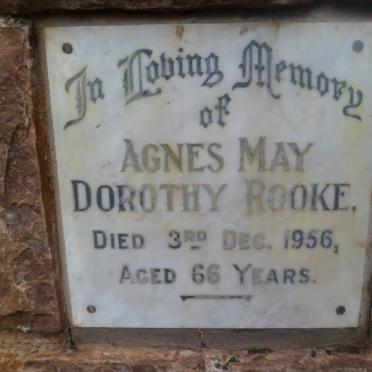 In Loving Memory
of
AGNES MAY
DOROTHY ROOKE.
DIED 3RD DEC. 1956,
AGED 66 YEARS.